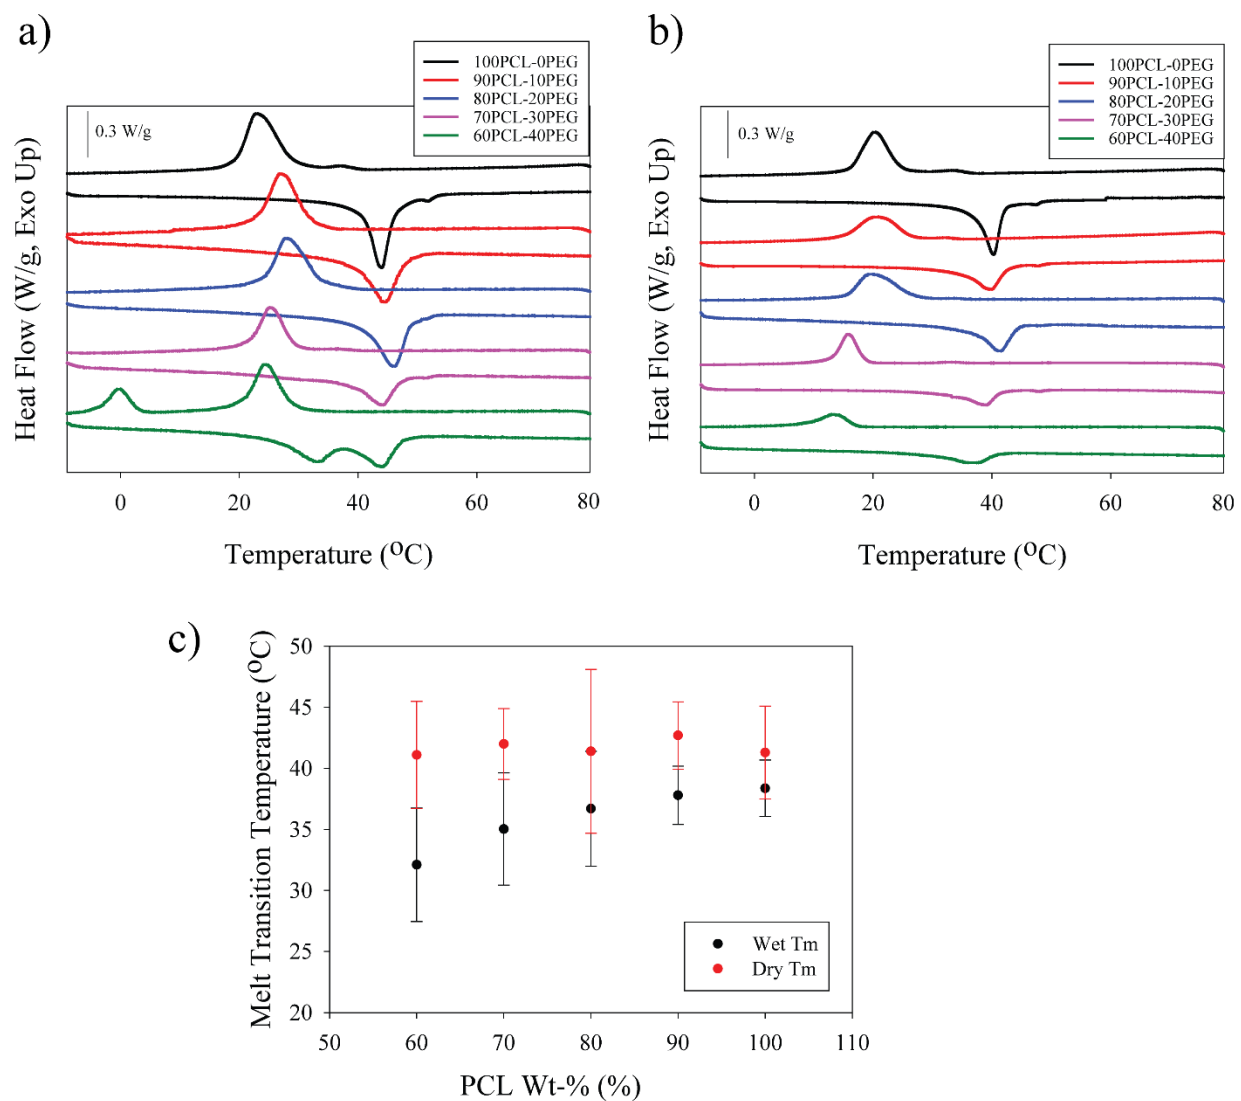 a)
100PCL-0PEG
90PCL-10PEG
80PCL-20PEG
70PCL-30PEG
60PCL-40PEG
0.3 W/g
Heat Flow (W/g, Exo Up)
0 20 40 60 80
Temperature (°C)
b)
100PCL-0PEG
90PCL-10PEG
80PCL-20PEG
70PCL-30PEG
60PCL-40PEG
0.3 W/g
Heat Flow (W/g, Exo Up)
0 20 40 60 80
Temperature (°C)
c)
Melt Transition Temperature (°C)
50
45
40
35
30
25
20
Wet Tm
Dry Tm
50 60 70 80 90 100 110
PCL Wt-% (%)